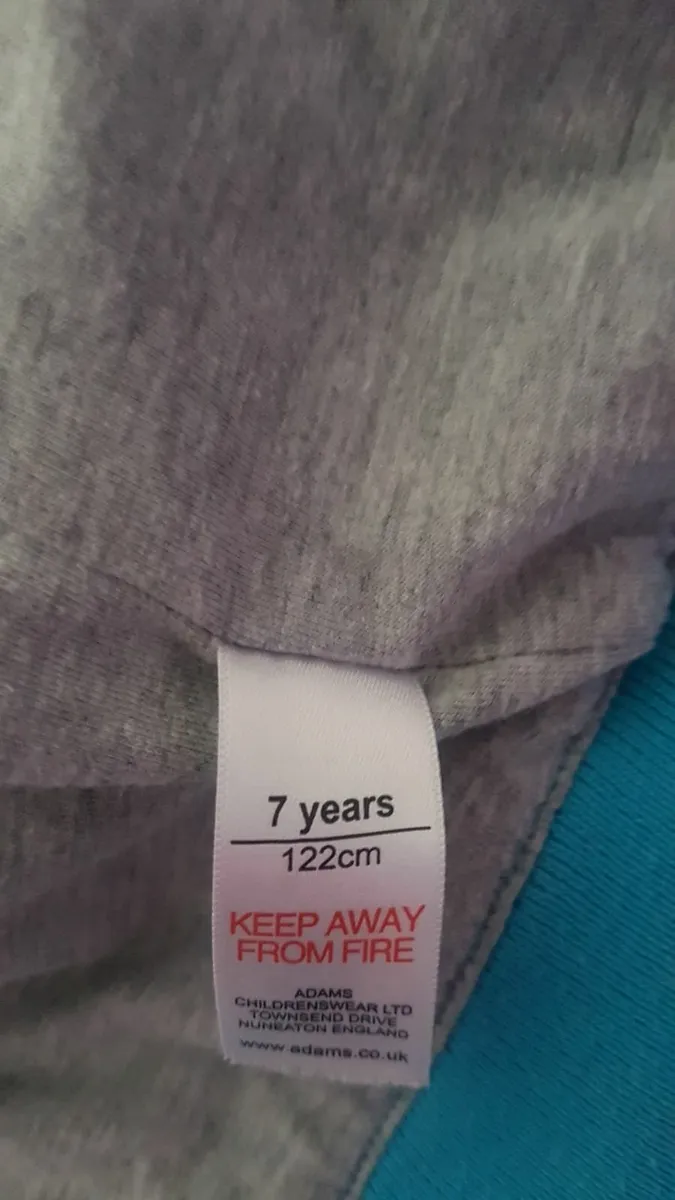 7 years
122cm
KEEP AWAY
FROM FIRE
ADAMS
CHILDRENSWEAR LTD
TOWNSEND DRIVE
NUNEATON ENGLAND
www.adams.co.uk